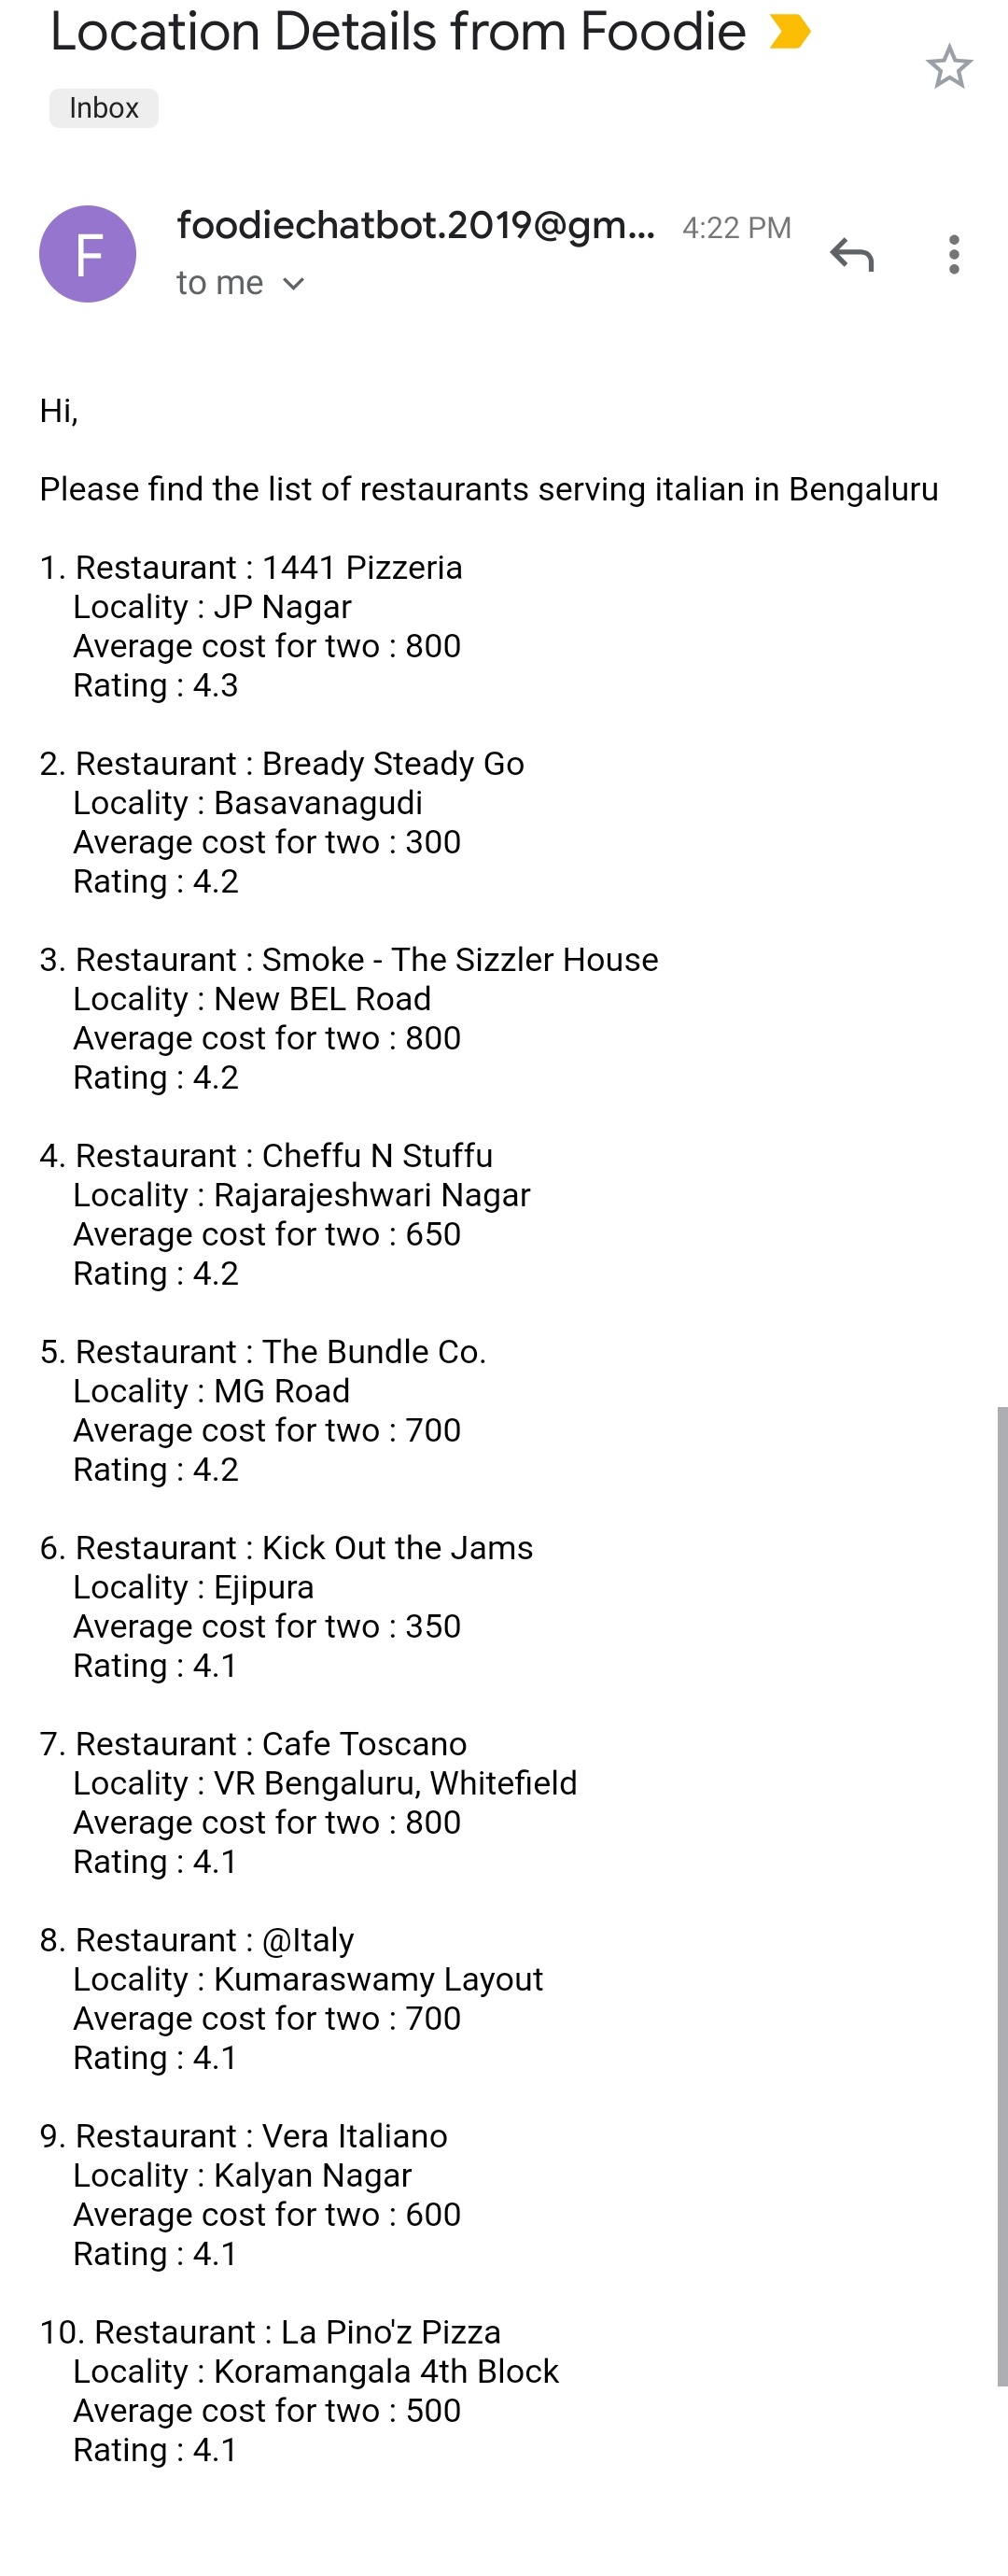 Location Details from Foodie
Inbox
F
foodiechatbot.2019@gm... 4:22 PM
to me
Hi,
Please find the list of restaurants serving italian in Bengaluru
1. Restaurant : 1441 Pizzeria
Locality : JP Nagar
Average cost for two : 800
Rating : 4.3
2. Restaurant : Bready Steady Go
Locality : Basavanagudi
Average cost for two : 300
Rating : 4.2
3. Restaurant : Smoke - The Sizzler House
Locality : New BEL Road
Average cost for two : 800
Rating : 4.2
4. Restaurant : Cheffu N Stuffu
Locality : Rajarajeshwari Nagar
Average cost for two : 650
Rating : 4.2
5. Restaurant : The Bundle Co.
Locality : MG Road
Average cost for two : 700
Rating : 4.2
6. Restaurant : Kick Out the Jams
Locality : Ejipura
Average cost for two : 350
Rating : 4.1
7. Restaurant : Cafe Toscano
Locality : VR Bengaluru, Whitefield
Average cost for two : 800
Rating : 4.1
8. Restaurant : @Italy
Locality : Kumaraswamy Layout
Average cost for two : 700
Rating : 4.1
9. Restaurant : Vera Italiano
Locality : Kalyan Nagar
Average cost for two : 600
Rating : 4.1
10. Restaurant : La Pino'z Pizza
Locality : Koramangala 4th Block
Average cost for two : 500
Rating : 4.1